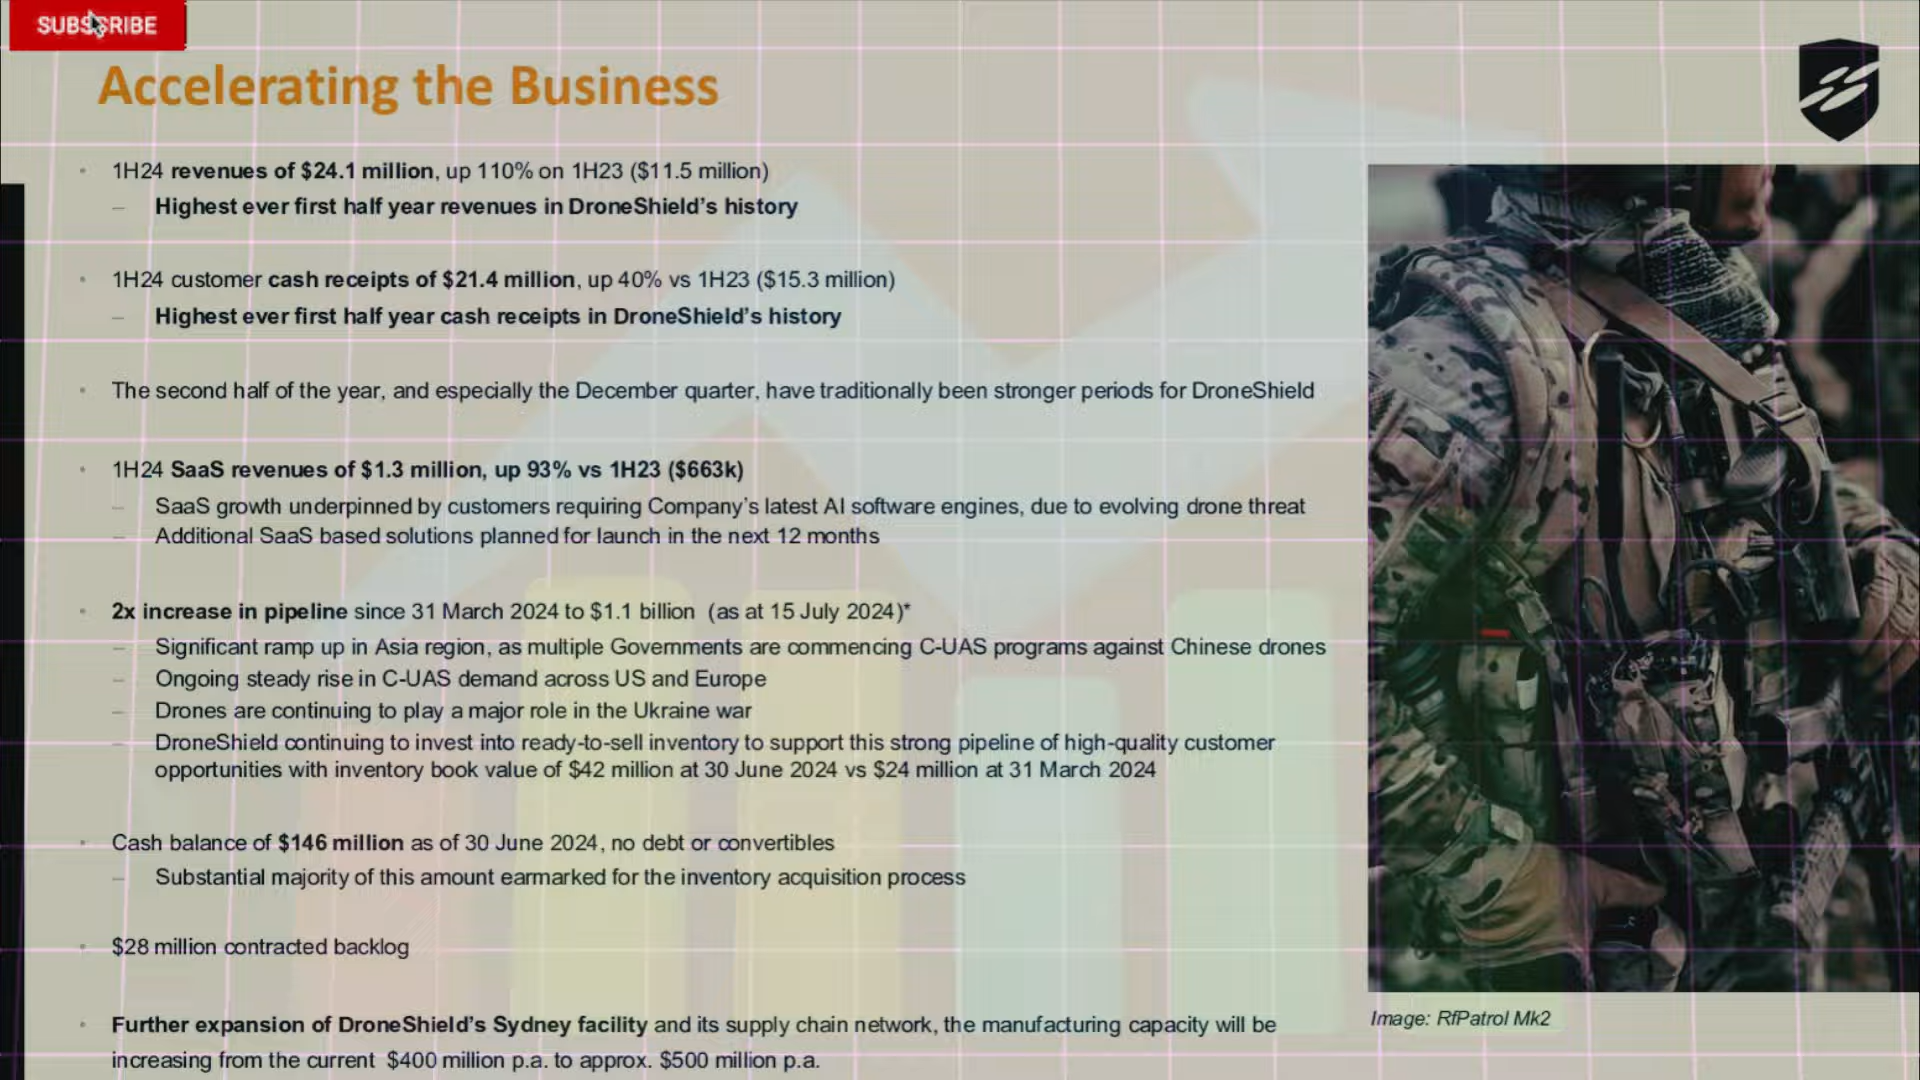 SUBSCRIBE
Accelerating the Business
1H24 revenues of $24.1 million, up 110% on 1H23 ($11.5 million)
– Highest ever first half year revenues in DroneShield’s history
1H24 customer cash receipts of $21.4 million, up 40% vs 1H23 ($15.3 million)
– Highest ever first half year cash receipts in DroneShield’s history
The second half of the year, and especially the December quarter, have traditionally been stronger periods for DroneShield
1H24 SaaS revenues of $1.3 million, up 93% vs 1H23 ($663k)
– SaaS growth underpinned by customers requiring Company’s latest AI software engines, due to evolving drone threat
– Additional SaaS based solutions planned for launch in the next 12 months
2x increase in pipeline since 31 March 2024 to $1.1 billion (as at 15 July 2024)*
– Significant ramp up in Asia region, as multiple Governments are commencing C-UAS programs against Chinese drones
– Ongoing steady rise in C-UAS demand across US and Europe
– Drones are continuing to play a major role in the Ukraine war
– DroneShield continuing to invest into ready-to-sell inventory to support this strong pipeline of high-quality customer
opportunities with inventory book value of $42 million at 30 June 2024 vs $24 million at 31 March 2024
Cash balance of $146 million as of 30 June 2024, no debt or convertibles
– Substantial majority of this amount earmarked for the inventory acquisition process
$28 million contracted backlog
Further expansion of DroneShield’s Sydney facility and its supply chain network, the manufacturing capacity will be
increasing from the current $400 million p.a. to approx. $500 million p.a.
Image: RfPatrol Mk2